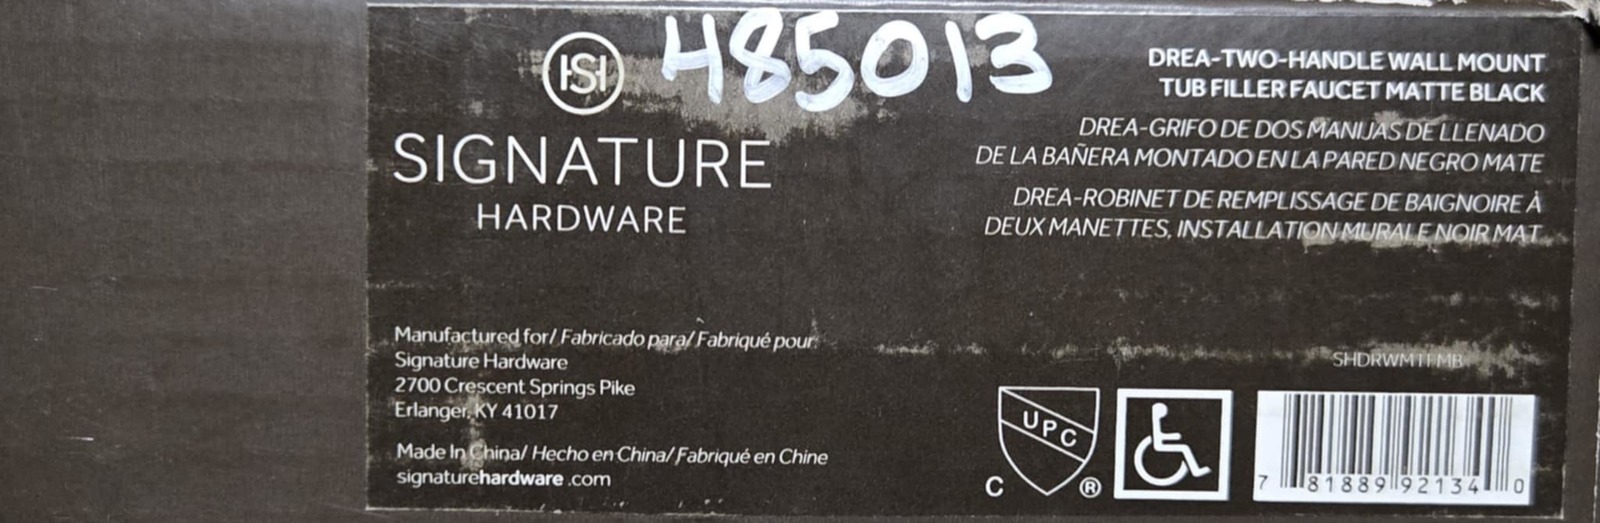 HS
485013
SIGNATURE
HARDWARE
DREA-TWO-HANDLE WALL MOUNT
TUB FILLER FAUCET MATTE BLACK
DREA-GRIFO DE DOS MANIJAS DE LLENADO
DE LA BAÑERA MONTADO EN LA PARED NEGRO MATE
DREA-ROBINET DE REMPLISSAGE DE BAIGNOIRE À
DEUX MANETTES, INSTALLATION MURALE NOIR MAT
Manufactured for/ Fabricado para/ Fabriqué pour:
Signature Hardware
2700 Crescent Springs Pike
Erlanger, KY 41017
Made In China/ Hecho en China/ Fabriqué en Chine
signaturehardware .com
UPC
C ®
SHDRWMTFMB
7 81889 92134 0